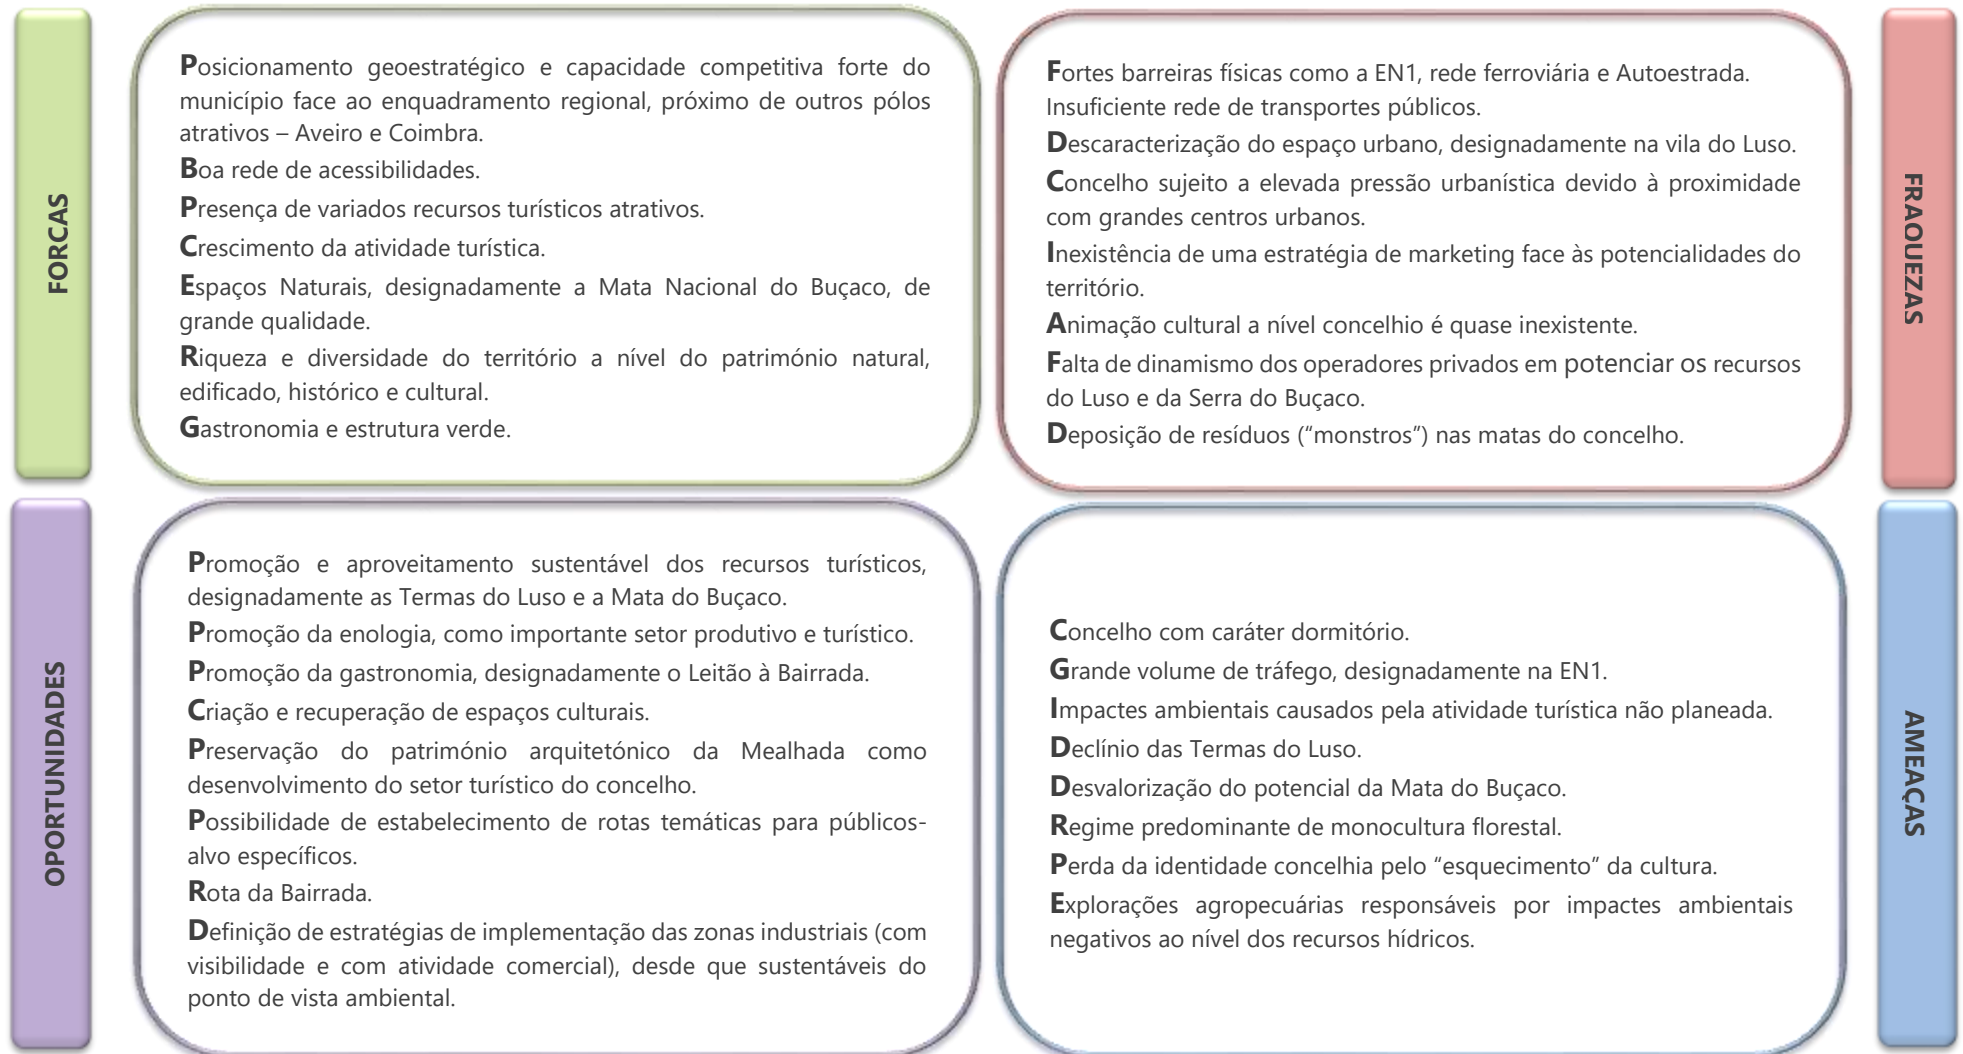 FORCAS
Posicionamento geoestratégico e capacidade competitiva forte do
município face ao enquadramento regional, próximo de outros pólos
atrativos – Aveiro e Coimbra.
Boa rede de acessibilidades.
Presença de variados recursos turísticos atrativos.
Crescimento da atividade turística.
Espaços Naturais, designadamente a Mata Nacional do Buçaco, de
grande qualidade.
Riqueza e diversidade do território a nível do património natural,
edificado, histórico e cultural.
Gastronomia e estrutura verde.
Fortes barreiras físicas como a EN1, rede ferroviária e Autoestrada.
Insuficiente rede de transportes públicos.
Descaracterização do espaço urbano, designadamente na vila do Luso.
Concelho sujeito a elevada pressão urbanística devido à proximidade
com grandes centros urbanos.
Inexistência de uma estratégia de marketing face às potencialidades do
território.
Animação cultural a nível concelhio é quase inexistente.
Falta de dinamismo dos operadores privados em potenciar os recursos
do Luso e da Serra do Buçaco.
Deposição de resíduos (“monstros”) nas matas do concelho.
FRAQUEZAS
OPORTUNIDADES
Promoção e aproveitamento sustentável dos recursos turísticos,
designadamente as Termas do Luso e a Mata do Buçaco.
Promoção da enologia, como importante setor produtivo e turístico.
Promoção da gastronomia, designadamente o Leitão à Bairrada.
Criação e recuperação de espaços culturais.
Preservação do património arquitetónico da Mealhada como
desenvolvimento do setor turístico do concelho.
Possibilidade de estabelecimento de rotas temáticas para públicos-
alvo específicos.
Rota da Bairrada.
Definição de estratégias de implementação das zonas industriais (com
visibilidade e com atividade comercial), desde que sustentáveis do
ponto de vista ambiental.
Concelho com caráter dormitório.
Grande volume de tráfego, designadamente na EN1.
Impactes ambientais causados pela atividade turística não planeada.
Declínio das Termas do Luso.
Desvalorização do potencial da Mata do Buçaco.
Regime predominante de monocultura florestal.
Perda da identidade concelhia pelo “esquecimento” da cultura.
Explorações agropecuárias responsáveis por impactes ambientais
negativos ao nível dos recursos hídricos.
AMEAÇAS